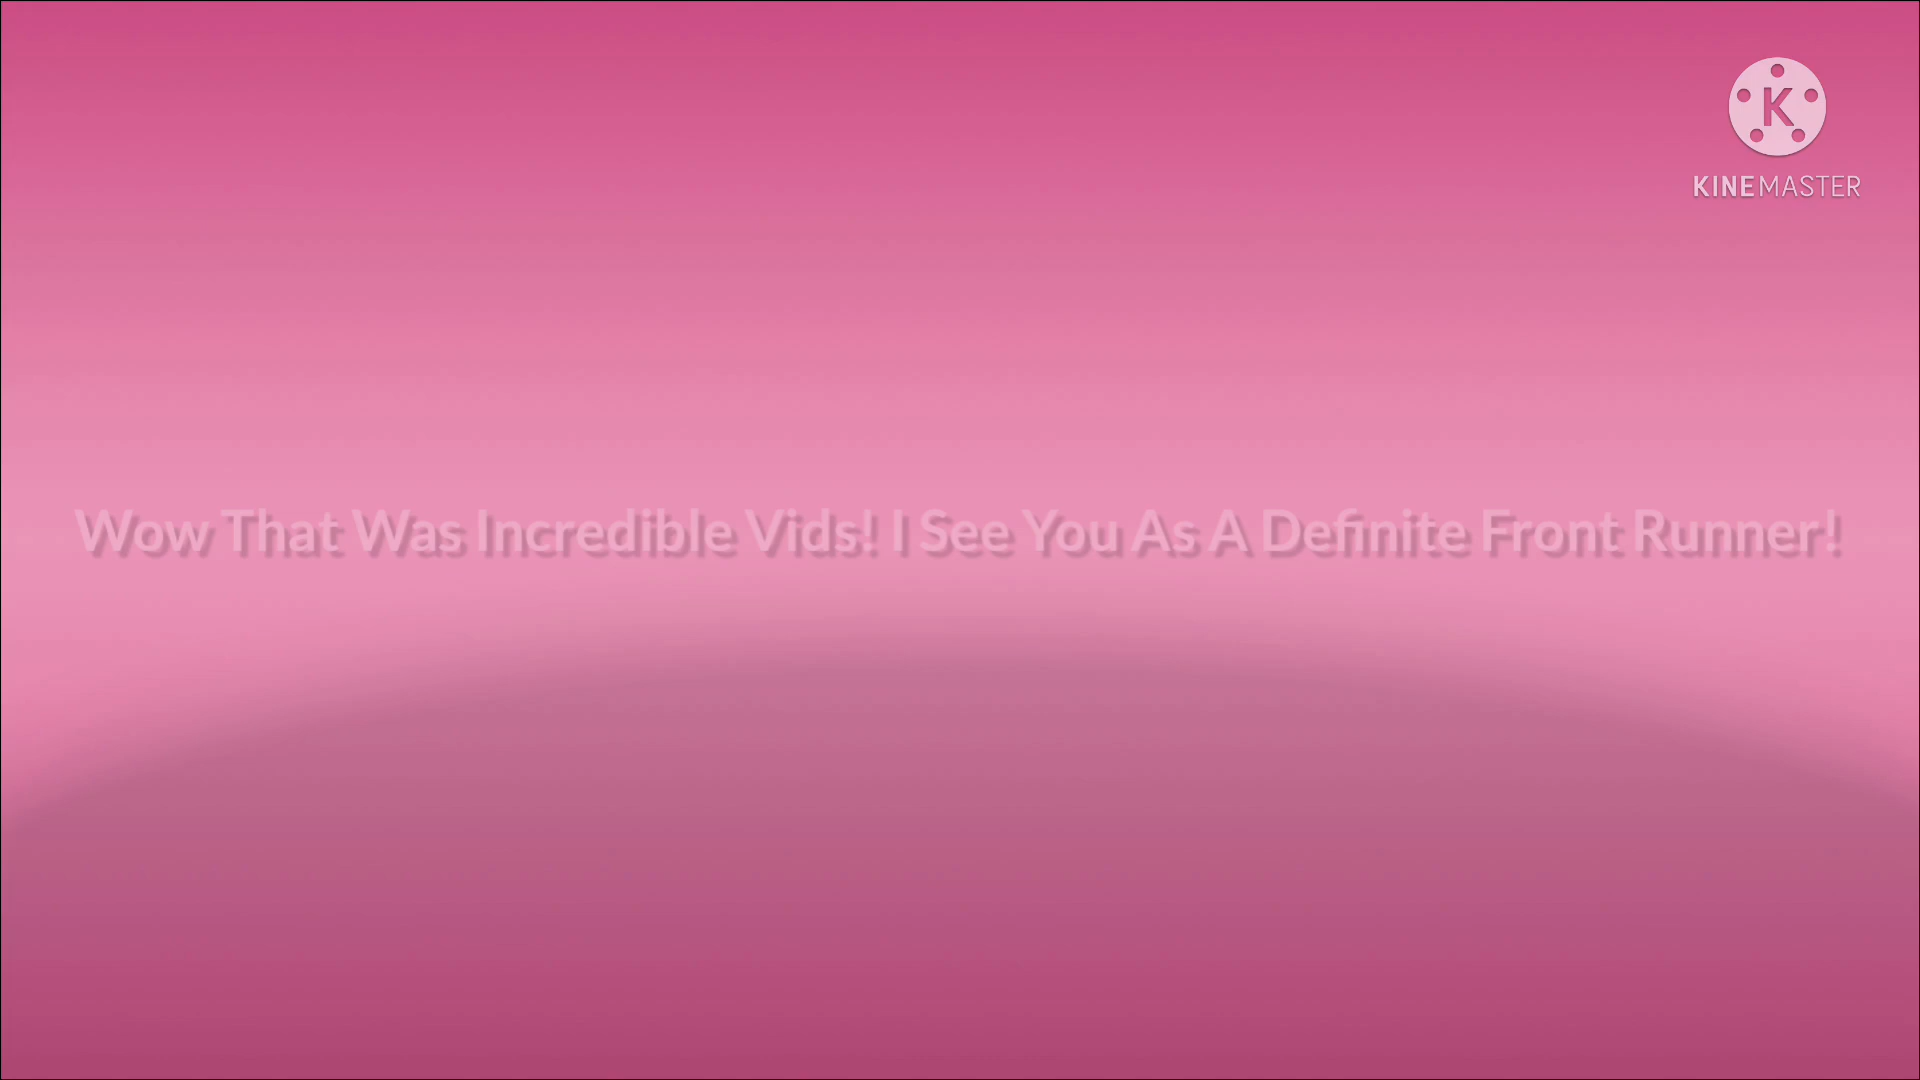 K
KINEMASTER
Wow That Was Incredible Vids! I See You As A Definite Front Runner!